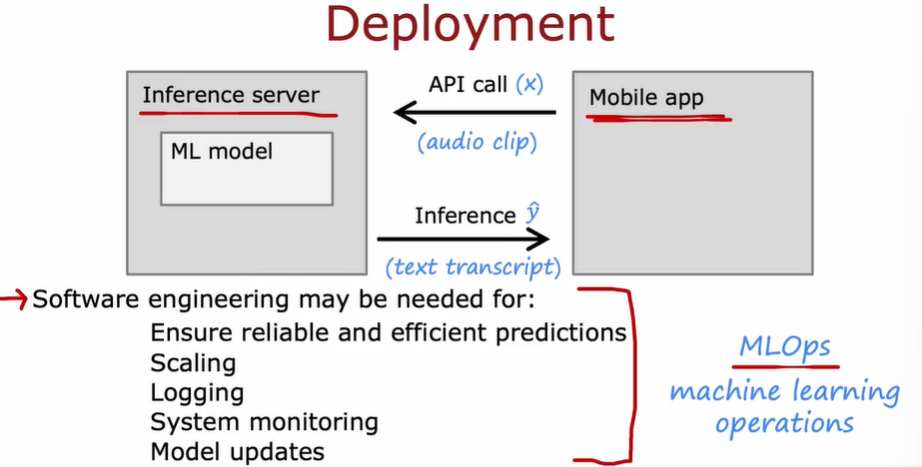 Deployment
Inference server
ML model
API call (x)
(audio clip)
Inference ŷ
(text transcript)
Mobile app
Software engineering may be needed for:
Ensure reliable and efficient predictions
Scaling
Logging
System monitoring
Model updates
MLOps
machine learning
operations